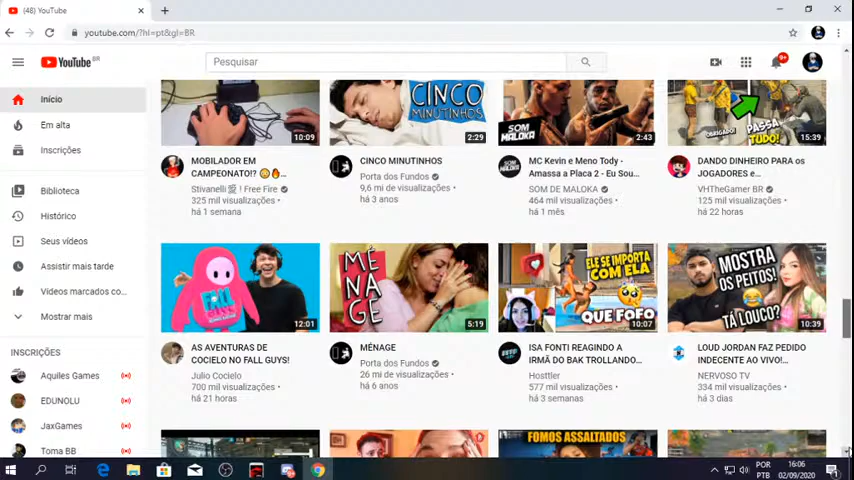 (48) YouTube
youtube.com/?hl=pt&gl=BR
YouTube BR
Pesquisar
9+
Início
Em alta
Inscrições
Biblioteca
Histórico
Seus vídeos
Assistir mais tarde
Vídeos marcados co...
Mostrar mais
INSCRIÇÕES
Aquiles Games
EDUNOLU
JaxGames
Toma BB
10:09
MOBILADOR EM
CAMPEONATO!? 😳🔥...
Stivanelli 愛 ! Free Fire
325 mil visualizações •
há 1 semana
CINCO
MINUTINHOS
2:29
CINCO MINUTINHOS
Porta dos Fundos
9,6 mi de visualizações •
há 3 anos
SOM
MALOKA
2:43
MC Kevin e Meno Tody -
Amassa a Placa 2 - Eu Sou...
SOM DE MALOKA
464 mil visualizações •
há 1 mês
OBRIGADO!
PASSA
TUDO!
15:39
DANDO DINHEIRO PARA os
JOGADORES e...
VHTheGamer BR
125 mil visualizações •
há 22 horas
FALL
GUYS
12:01
AS AVENTURAS DE
COCIELO NO FALL GUYS!
Julio Cocielo
700 mil visualizações •
há 21 horas
MÉNAGE
5:19
MÉNAGE
Porta dos Fundos
26 mi de visualizações •
há 6 anos
ELE SE IMPORTA
COM ELA
QUE FOFO
10:07
ISA FONTI REAGINDO A
IRMÃ DO BAK TROLLANDO...
Hosttler
577 mil visualizações •
há 3 semanas
MOSTRA
OS PEITOS!
TÁ LOUCO?
10:39
LOUD JORDAN FAZ PEDIDO
INDECENTE AO VIVO!...
NERVOSO TV
334 mil visualizações •
há 3 dias
FOMOS ASSALTADOS
POR
PTB
16:06
02/09/2020
1